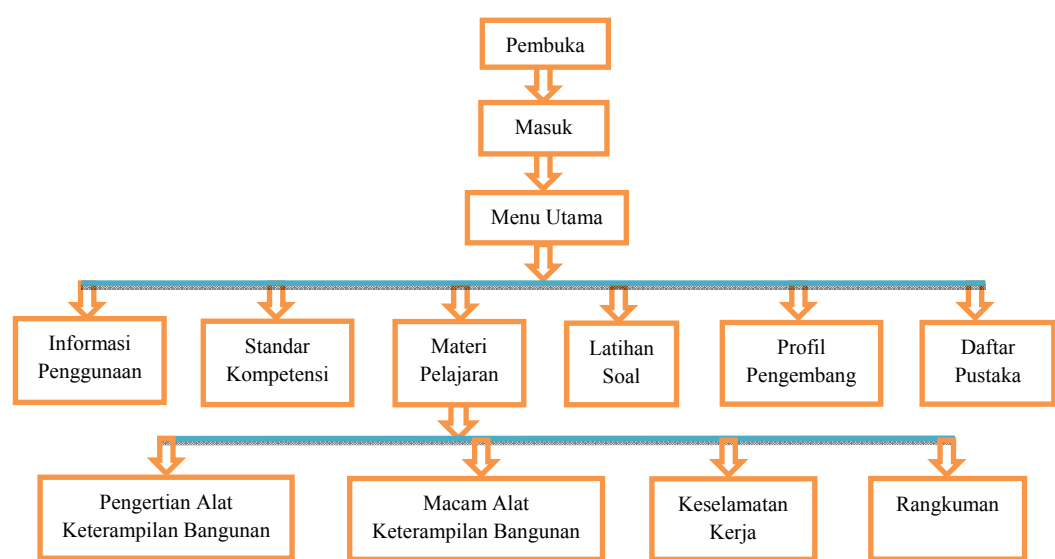 Pembuka
Masuk
Menu Utama
Informasi
Penggunaan
Standar
Kompetensi
Materi
Pelajaran
Latihan
Soal
Profil
Pengembang
Daftar
Pustaka
Pengertian Alat
Keterampilan Bangunan
Macam Alat
Keterampilan Bangunan
Keselamatan
Kerja
Rangkuman